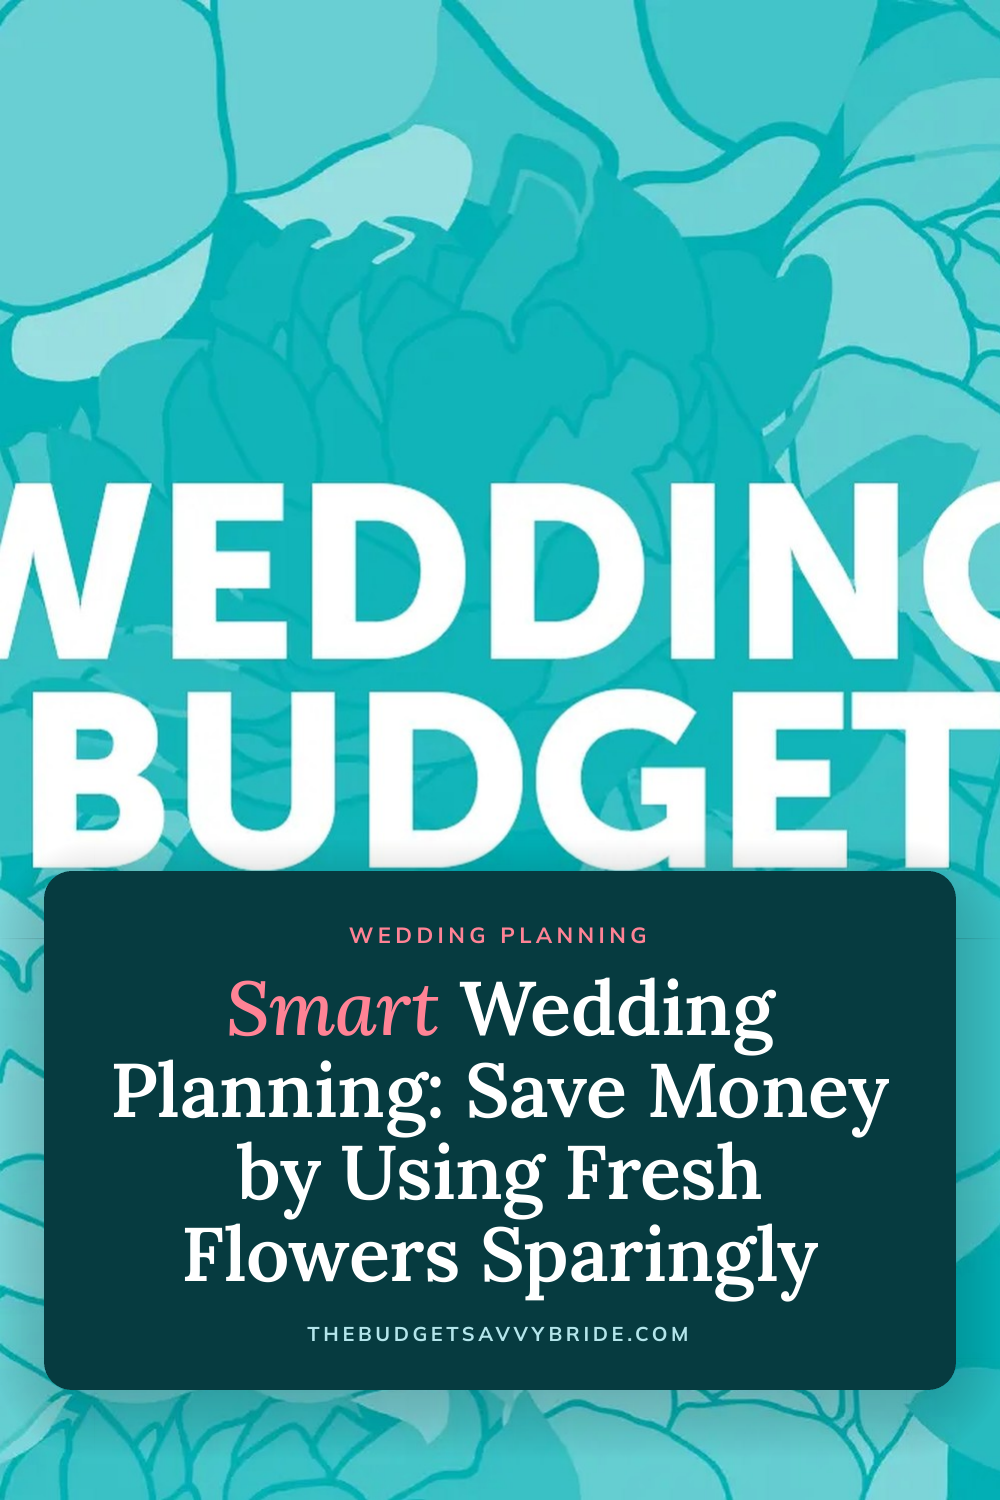 WEDDING
BUDGET
WEDDING PLANNING
Smart Wedding
Planning: Save Money
by Using Fresh
Flowers Sparingly
THEBUDGETSAVVYBRIDE.COM